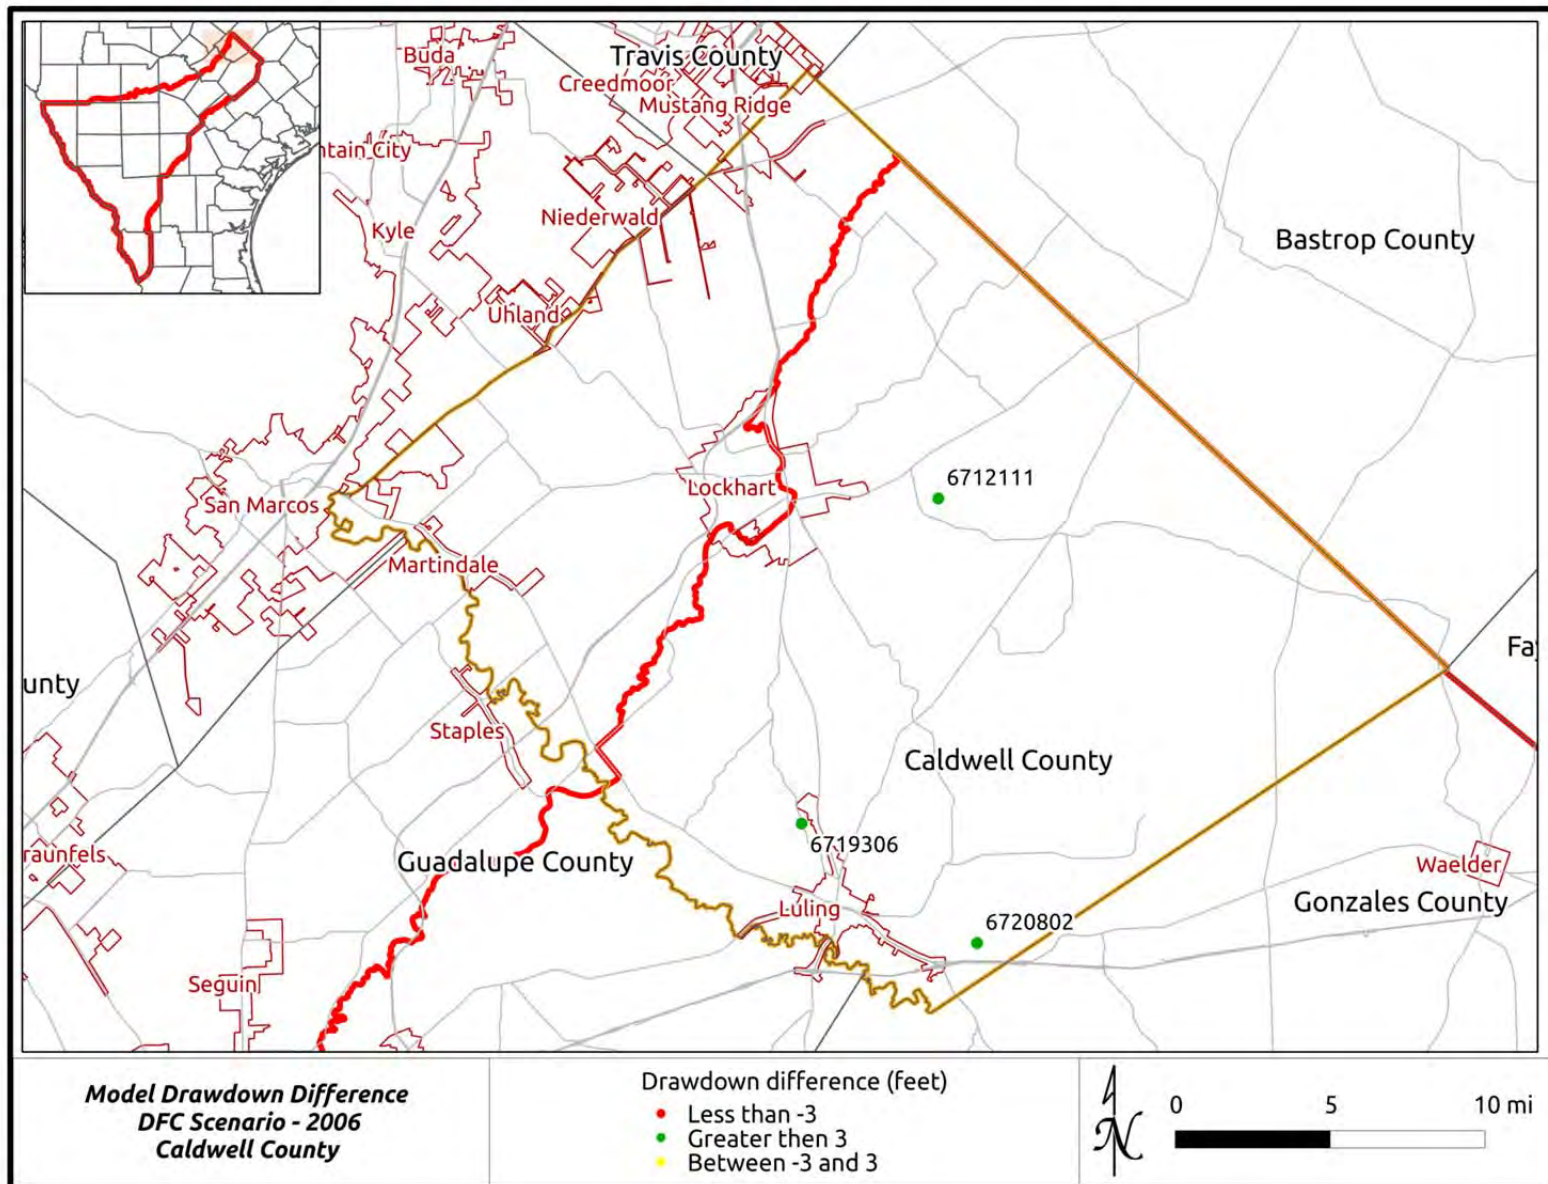 Buda
Travis County
Creedmoor
Mustang Ridge
ntain City
Niederwald
Kyle
Bastrop County
Uhland
6712111
Lockhart
San Marcos
Martindale
Fa
unty
Staples
Caldwell County
6719306
raunfels
Guadalupe County
Waelder
Gonzales County
Luling
6720802
Seguin
Model Drawdown Difference
DFC Scenario - 2006
Caldwell County
Drawdown difference (feet)
Less than -3
Greater then 3
Between -3 and 3
N
0 5 10 mi